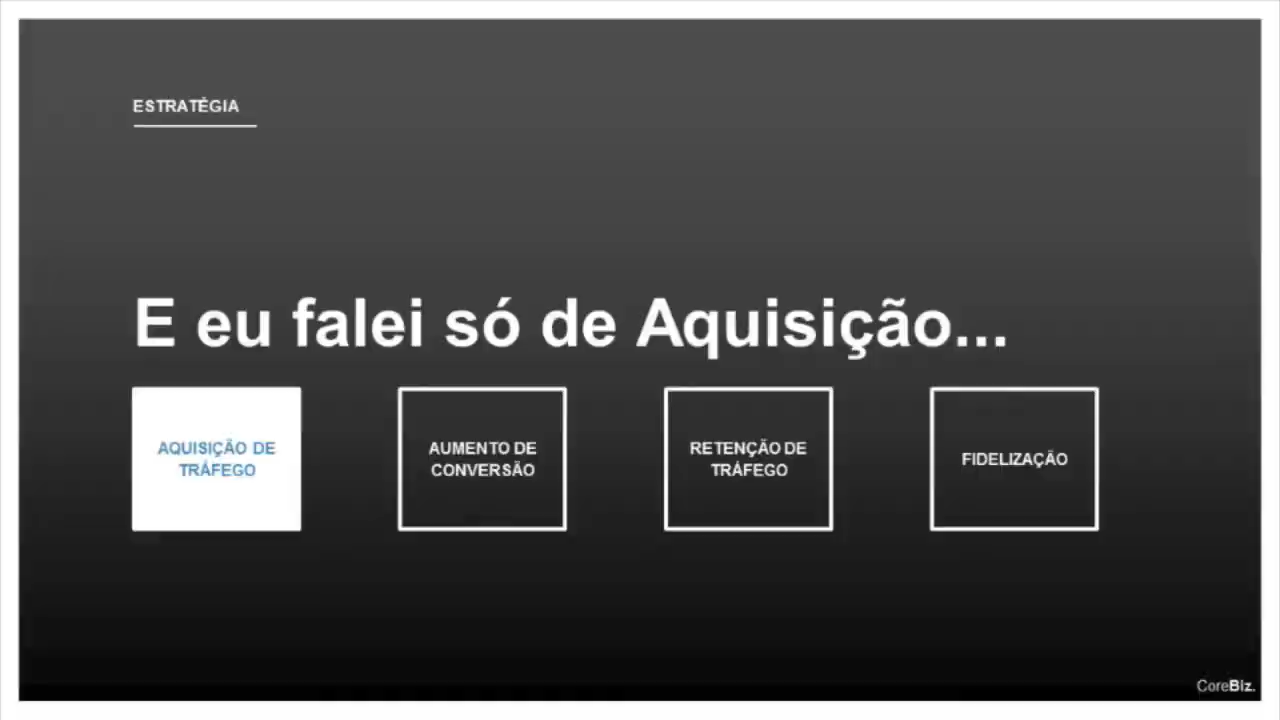 ESTRATÉGIA
E eu falei só de Aquisição...
AQUISIÇÃO DE
TRÁFEGO
AUMENTO DE
CONVERSÃO
RETENÇÃO DE
TRÁFEGO
FIDELIZAÇÃO
CoreBiz.